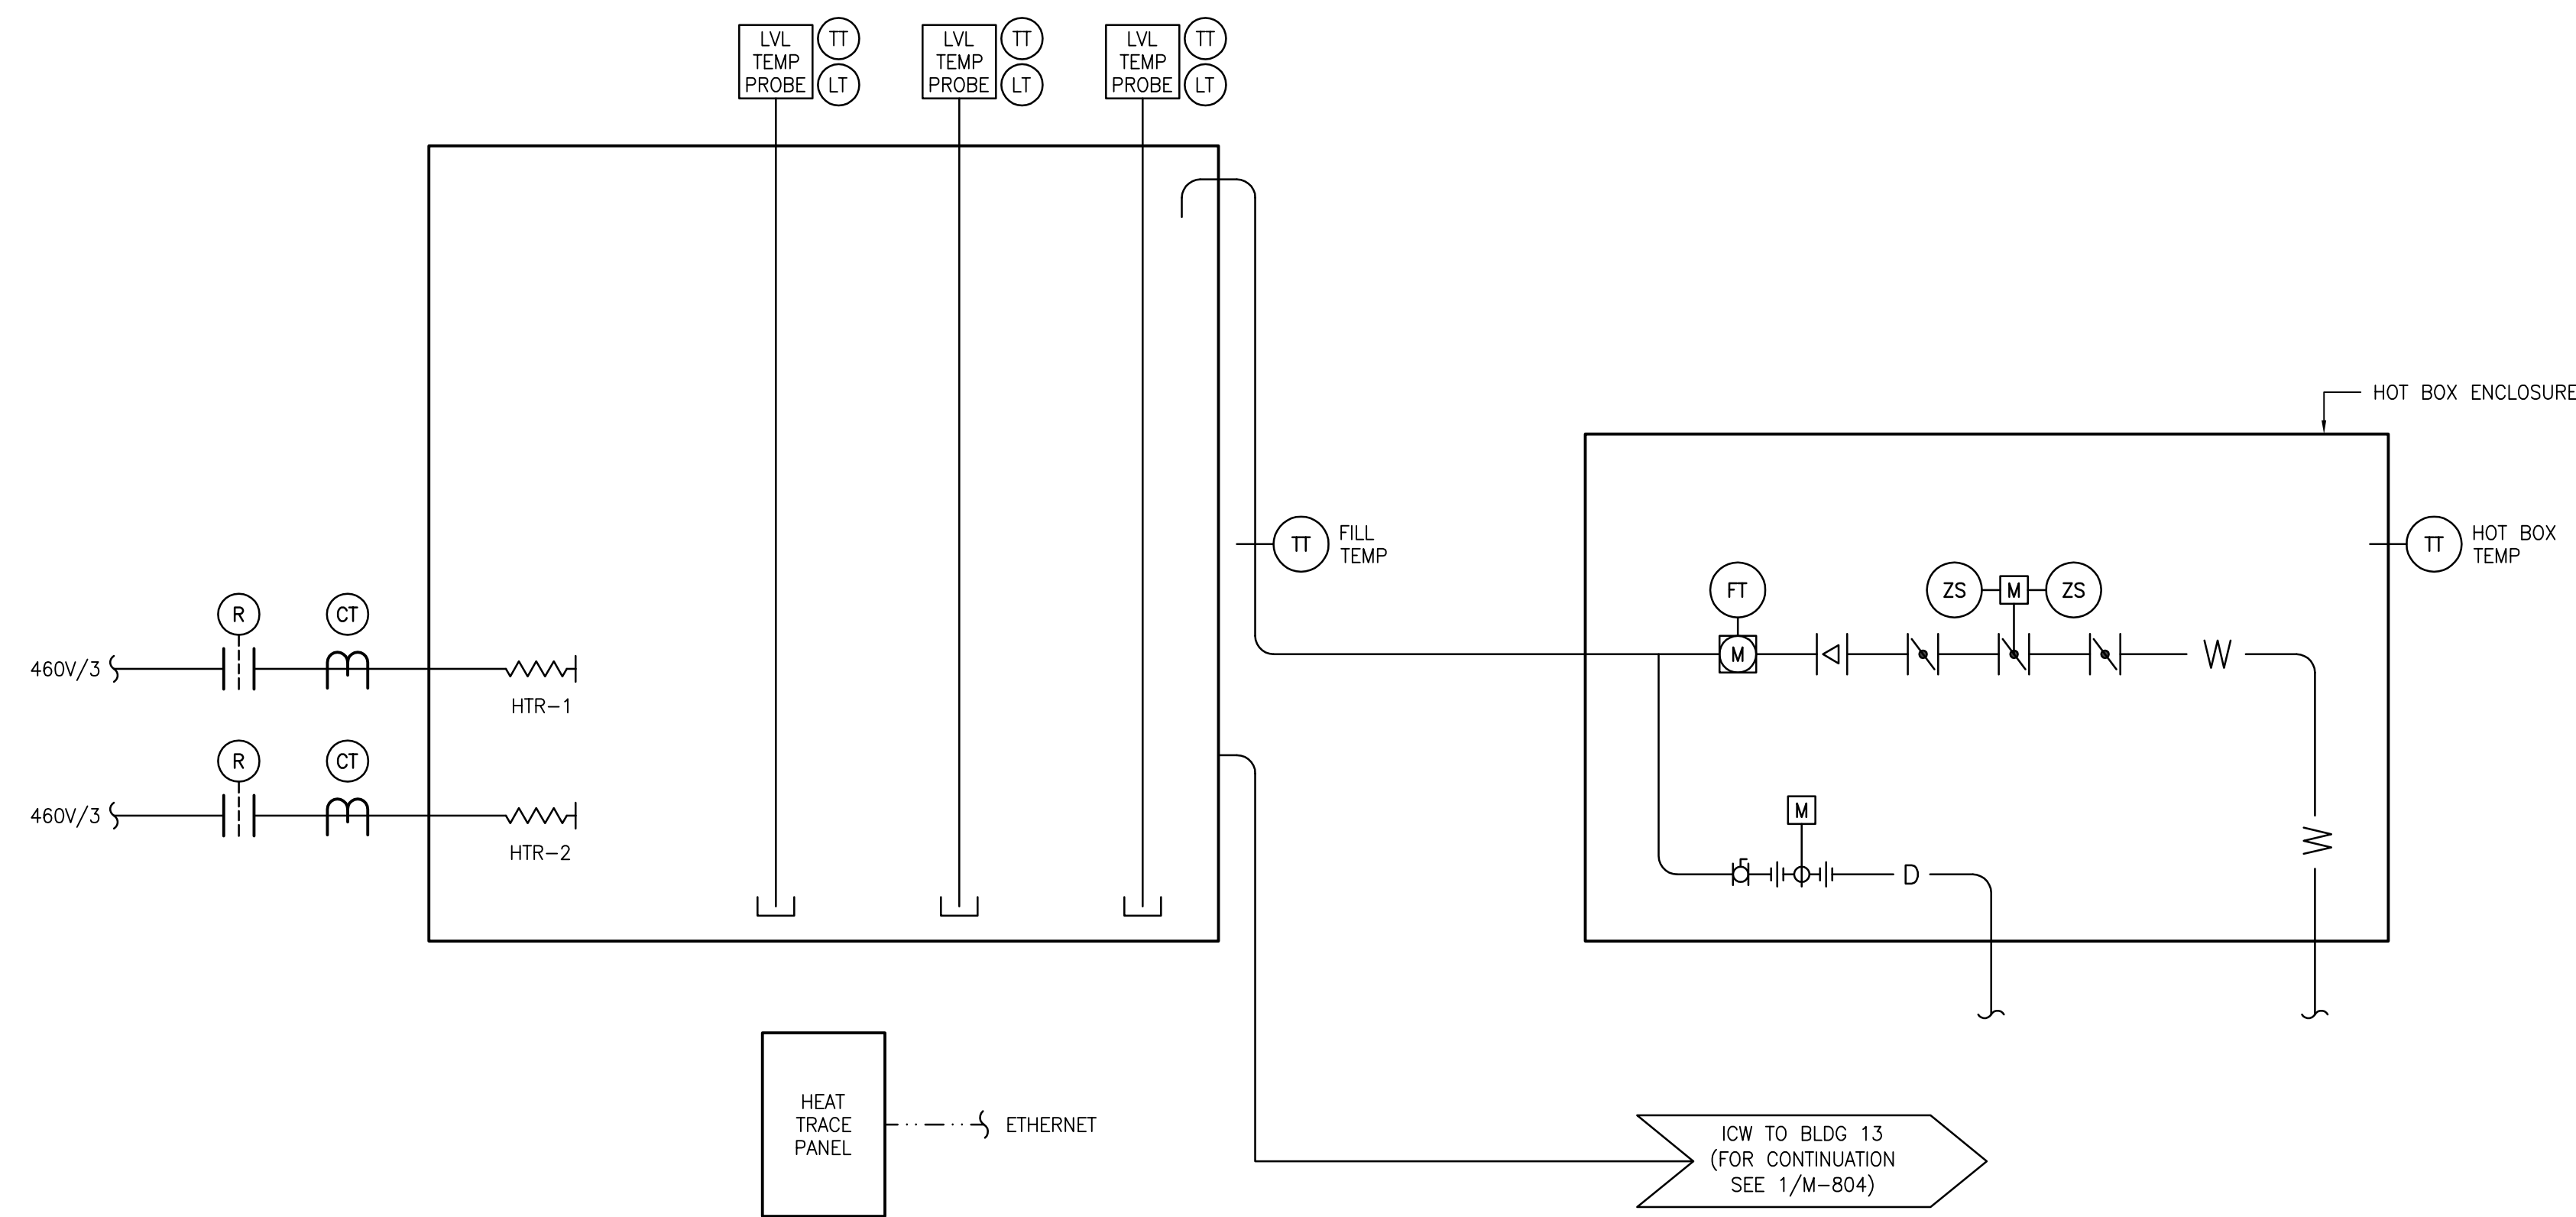 LVL
TEMP
PROBE
TT
LT
LVL
TEMP
PROBE
TT
LT
LVL
TEMP
PROBE
TT
LT
HOT BOX ENCLOSURE
TT
FILL
TEMP
TT
HOT BOX
TEMP
FT
ZS
M
ZS
R
CT
M
W
460V/3
HTR-1
R
CT
M
W
460V/3
HTR-2
D
HEAT
TRACE
PANEL
ETHERNET
ICW TO BLDG 13
(FOR CONTINUATION
SEE 1/M-804)